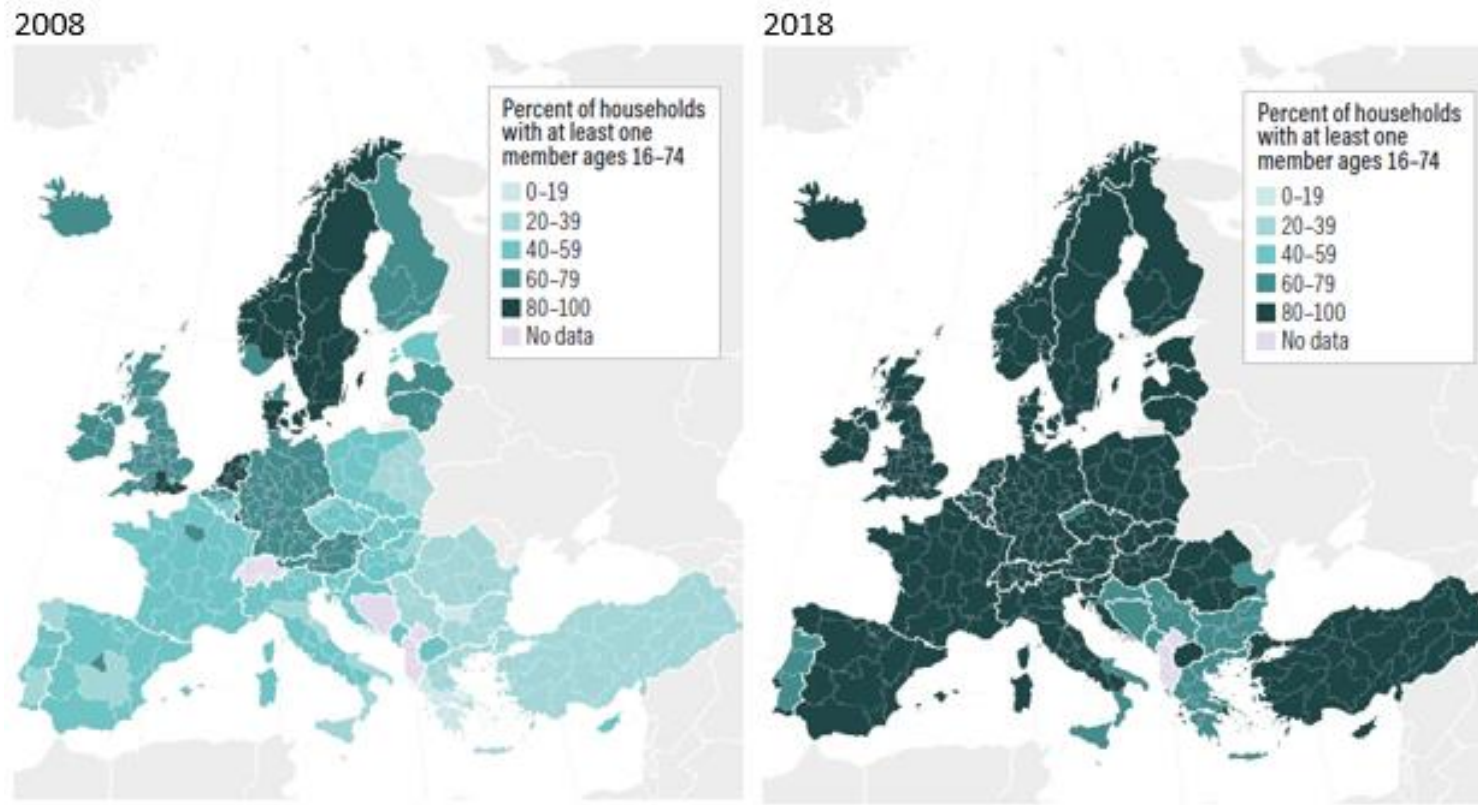 2008
Percent of households
with at least one
member ages 16–74
0–19
20–39
40–59
60–79
80–100
No data
2018
Percent of households
with at least one
member ages 16–74
0–19
20–39
40–59
60–79
80–100
No data